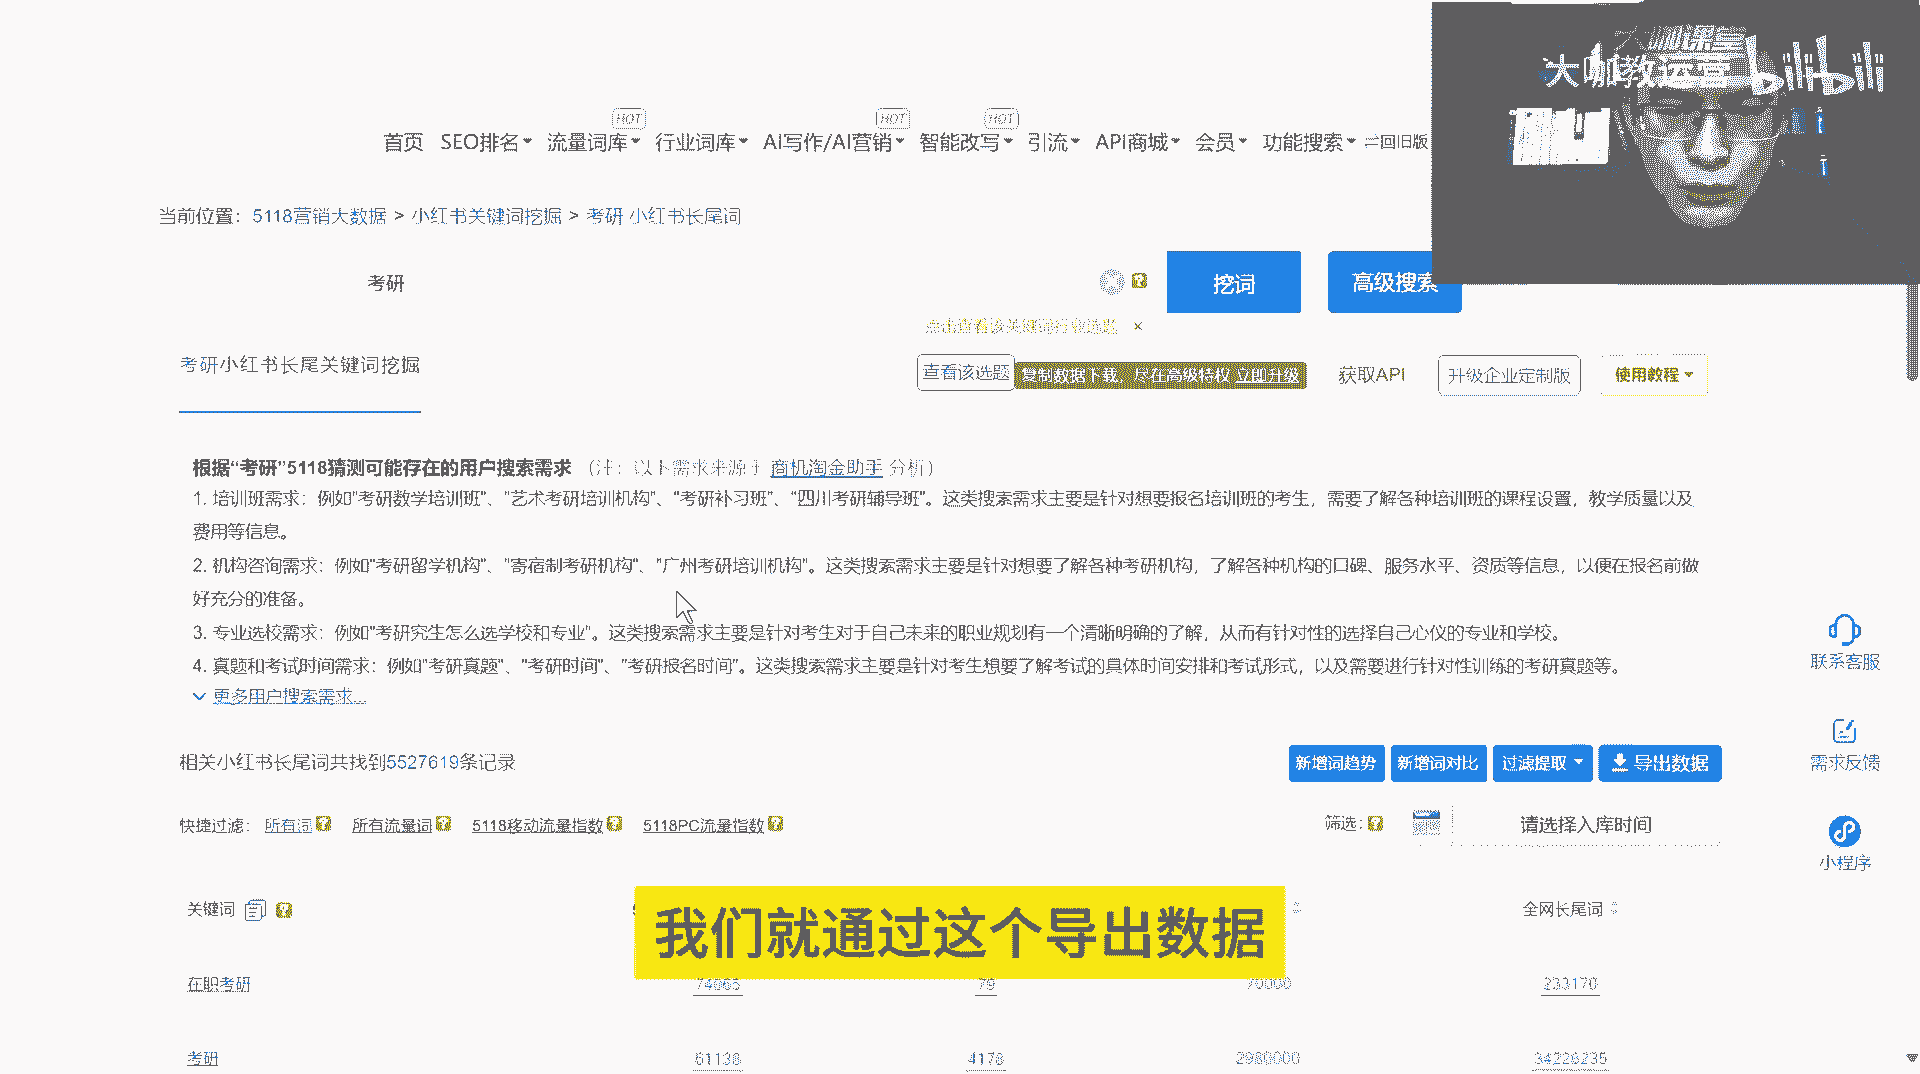 大咖课堂
大咖教运营 bilibili
HOT HOT HOT
首页 SEO排名 流量词库 行业词库 AI写作/AI营销 智能改写 引流 API商城 会员 功能搜索 回旧版
当前位置： 5118营销大数据 > 小红书关键词挖掘 > 考研 小红书长尾词
考研 挖词 高级搜索
×
考研小红书长尾关键词挖掘 查看该选题 复制数据下载，尽在高级特权 立即升级 获取API 升级企业定制版 使用教程
根据“考研”5118猜测可能存在的用户搜索需求 （注：以下需求来源于 商机淘金助手 分析）
1. 培训班需求：例如"考研数学培训班"、"艺术考研培训机构"、"考研补习班"、"四川考研辅导班"。这类搜索需求主要是针对想要报名培训班的考生，需要了解各种培训班的课程设置，教学质量以及
费用等信息。
2. 机构咨询需求：例如"考研留学机构"、"寄宿制考研机构"、"广州考研培训机构"。这类搜索需求主要是针对想要了解各种考研机构，了解各种机构的口碑、服务水平、资质等信息，以便在报名前做
好充分的准备。
3. 专业选校需求：例如"考研究生怎么选学校和专业"。这类搜索需求主要是针对考生对于自己未来的职业规划有一个清晰明确的了解，从而有针对性的选择自己心仪的专业和学校。
4. 真题和考试时间需求：例如"考研真题"、"考研时间"、"考研报名时间"。这类搜索需求主要是针对考生想要了解考试的具体时间安排和考试形式，以及需要进行针对性训练的考研真题等。
更多用户搜索需求...
相关小红书长尾词共找到5527619条记录 新增词趋势 新增词对比 过滤提取 导出数据
快捷过滤： 所有词 所有流量词 5118移动流量指数 5118PC流量指数 筛选： 请选择入库时间
关键词 全网长尾词
我们就通过这个导出数据
在职考研 74865 79 70000 233170
考研 61138 4178 2980000 34226235
联系客服
需求反馈
小程序